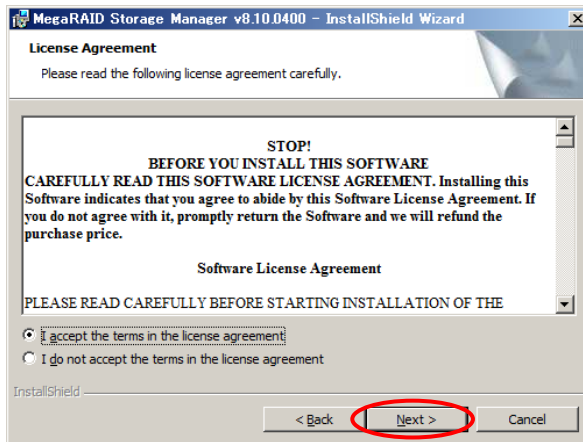 MegaRAID Storage Manager v8.10.0400 - InstallShield Wizard
License Agreement
Please read the following license agreement carefully.
STOP!
BEFORE YOU INSTALL THIS SOFTWARE
CAREFULLY READ THIS SOFTWARE LICENSE AGREEMENT. Installing this
Software indicates that you agree to abide by this Software License Agreement. If
you do not agree with it, promptly return the Software and we will refund the
purchase price.
Software License Agreement
PLEASE READ CAREFULLY BEFORE STARTING INSTALLATION OF THE
I accept the terms in the license agreement
I do not accept the terms in the license agreement
InstallShield
< Back Next > Cancel